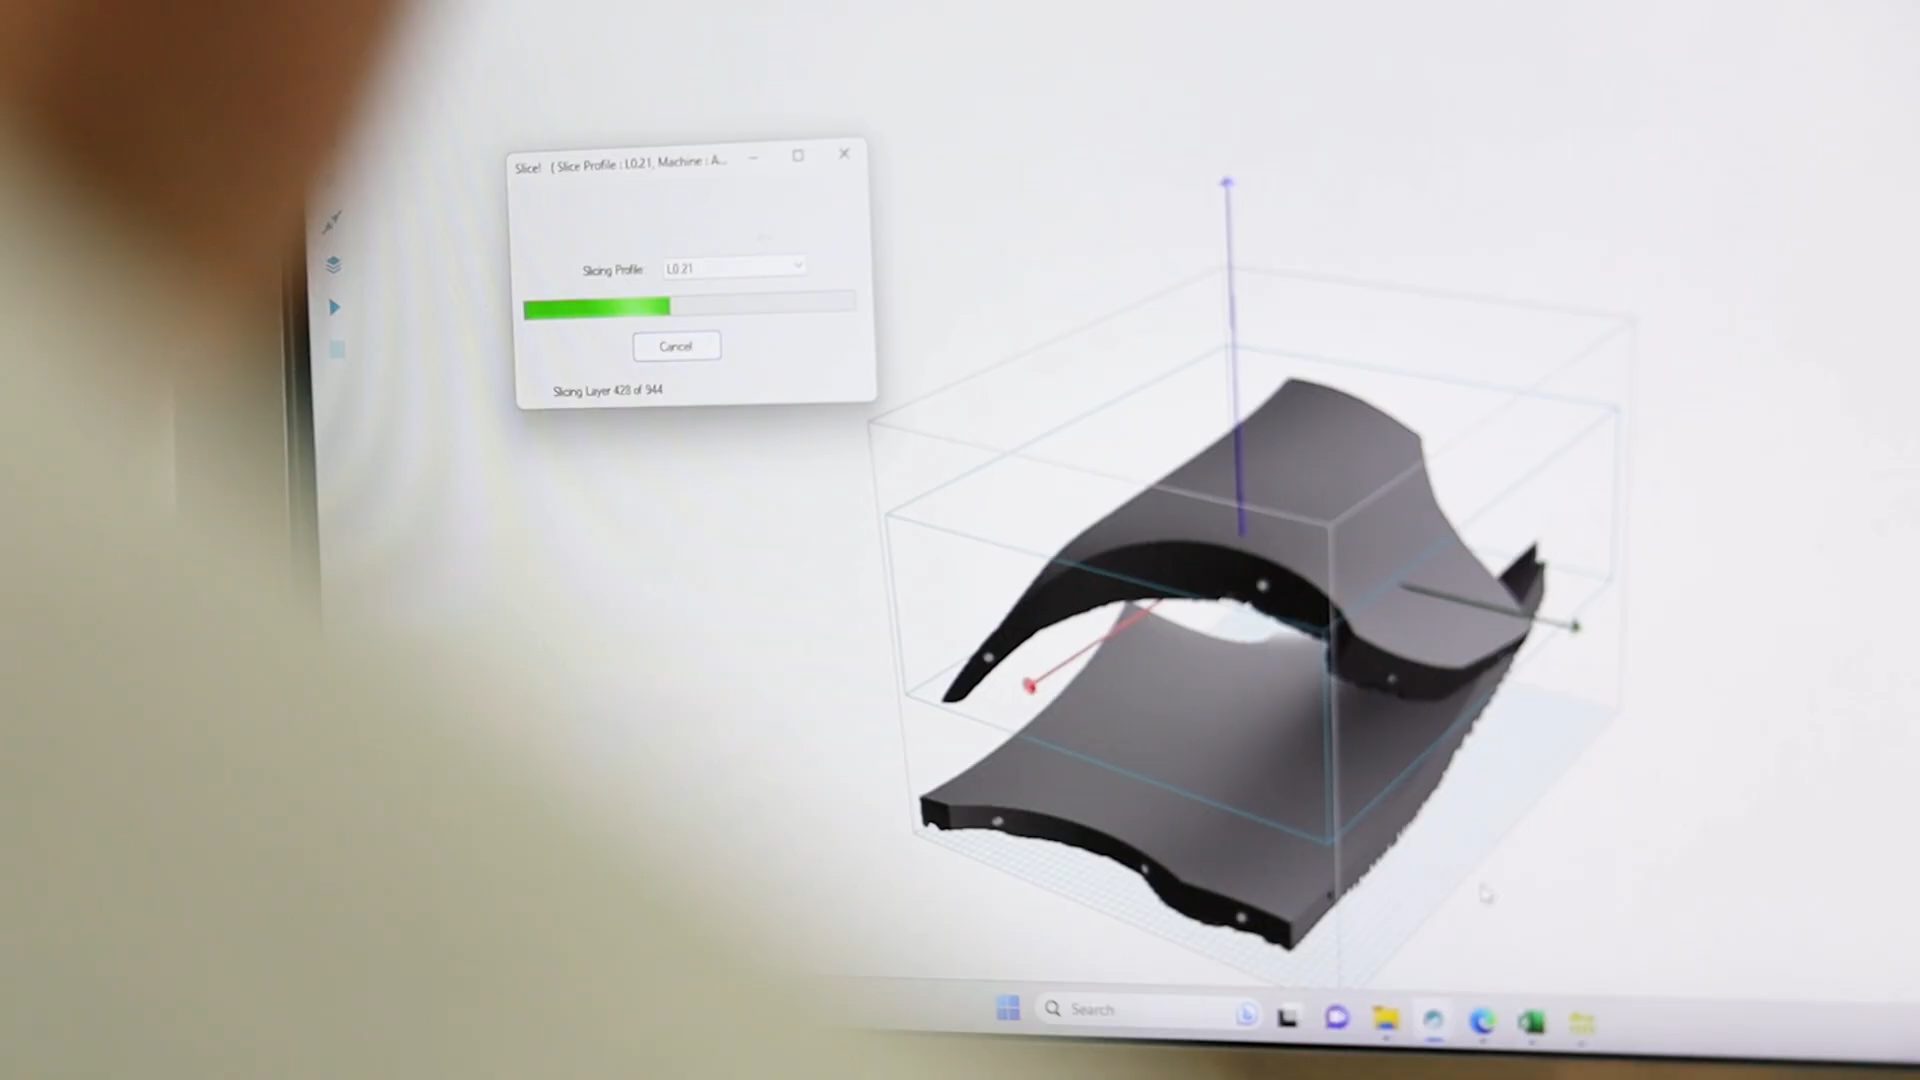 Slice! ( Slice Profile : L0.21, Machine : A...
Slicing Profile L0.21
Cancel
Slicing Layer 428 of 944
Search